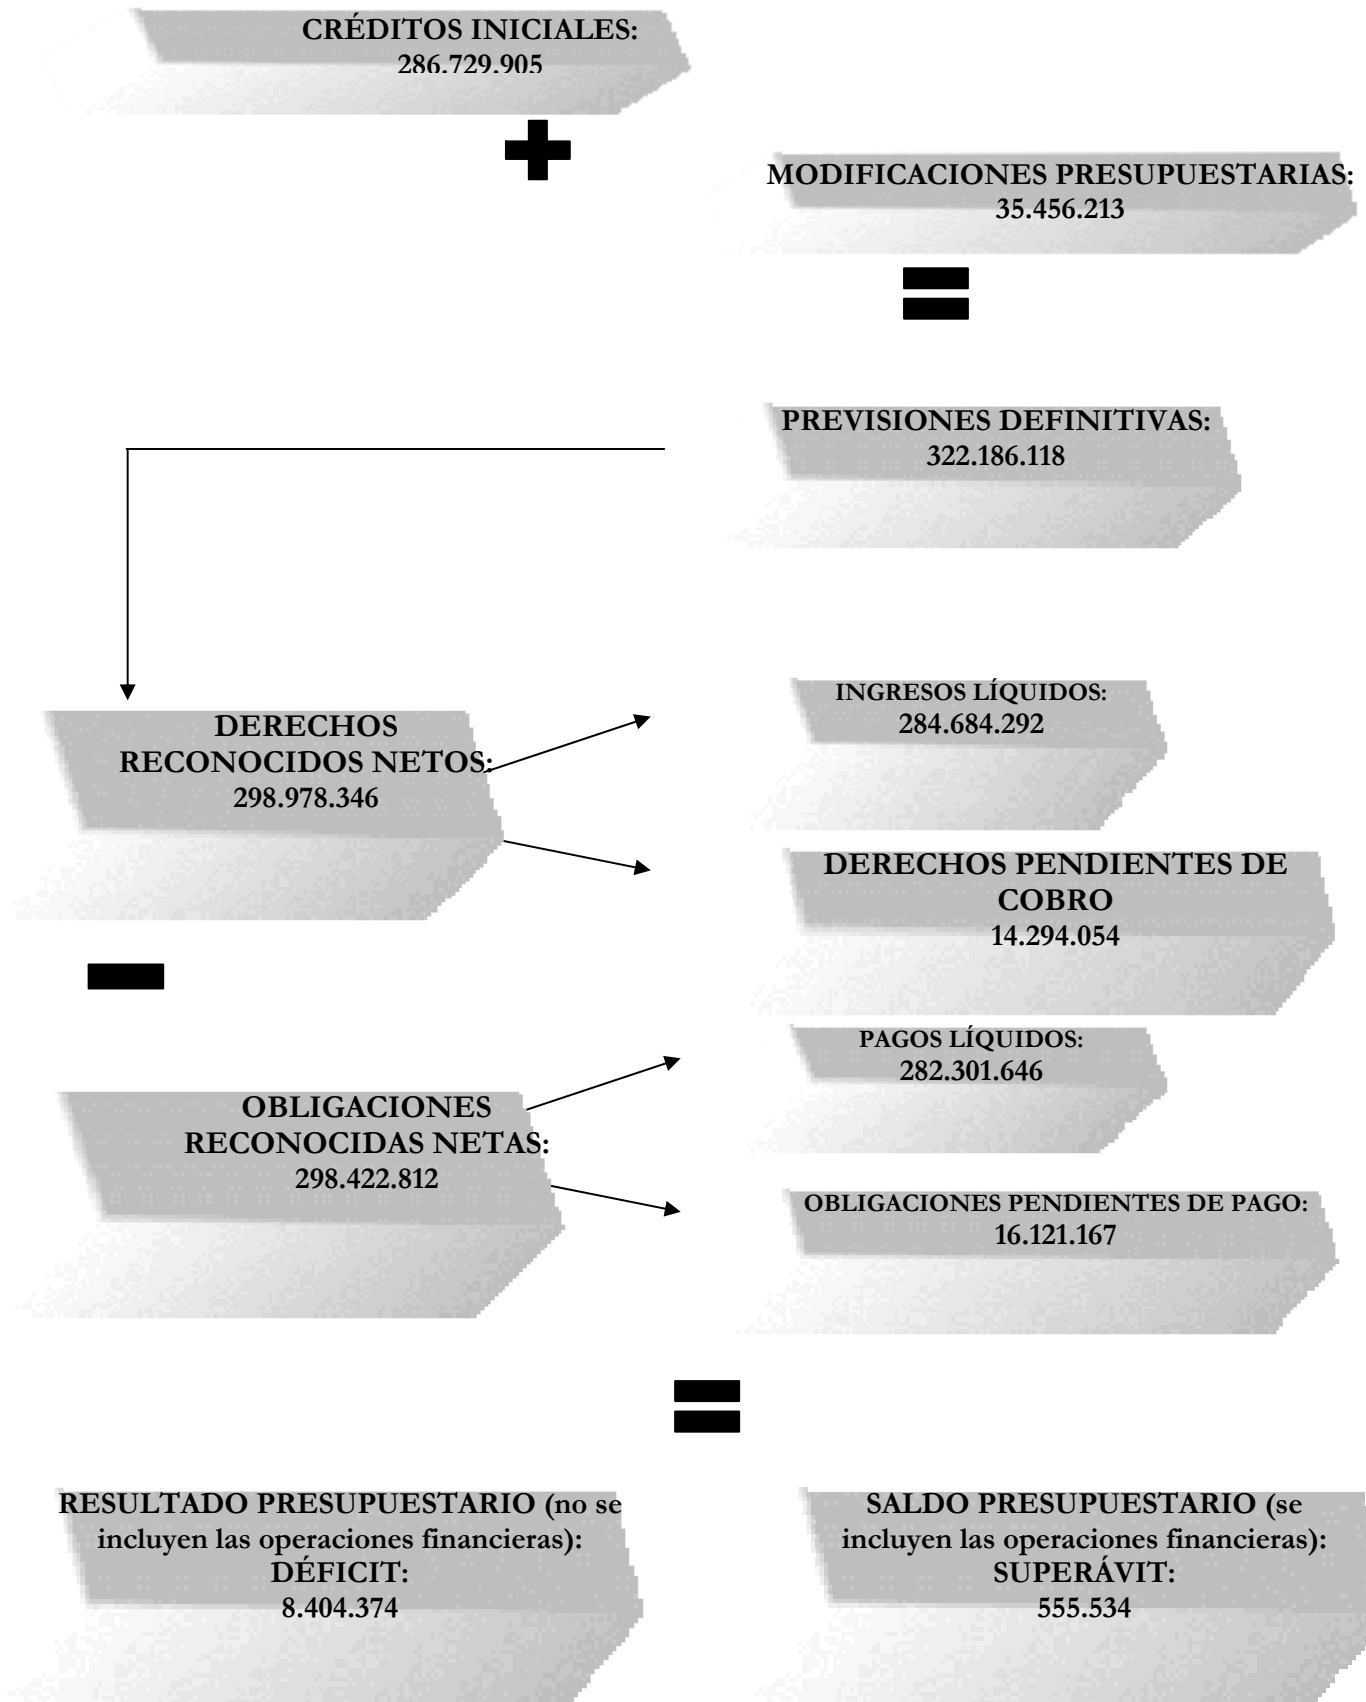 CRÉDITOS INICIALES:
286.729.905
MODIFICACIONES PRESUPUESTARIAS:
35.456.213
PREVISIONES DEFINITIVAS:
322.186.118
DERECHOS
RECONOCIDOS NETOS:
298.978.346
INGRESOS LÍQUIDOS:
284.684.292
DERECHOS PENDIENTES DE
COBRO
14.294.054
OBLIGACIONES
RECONOCIDAS NETAS:
298.422.812
PAGOS LÍQUIDOS:
282.301.646
OBLIGACIONES PENDIENTES DE PAGO:
16.121.167
RESULTADO PRESUPUESTARIO (no se
incluyen las operaciones financieras):
DÉFICIT:
8.404.374
SALDO PRESUPUESTARIO (se
incluyen las operaciones financieras):
SUPERÁVIT:
555.534